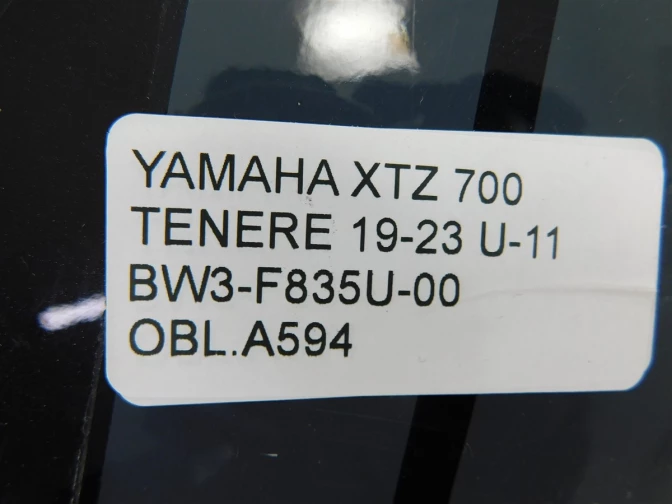 YAMAHA XTZ 700
TENERE 19-23 U-11
BW3-F835U-00
OBL.A594